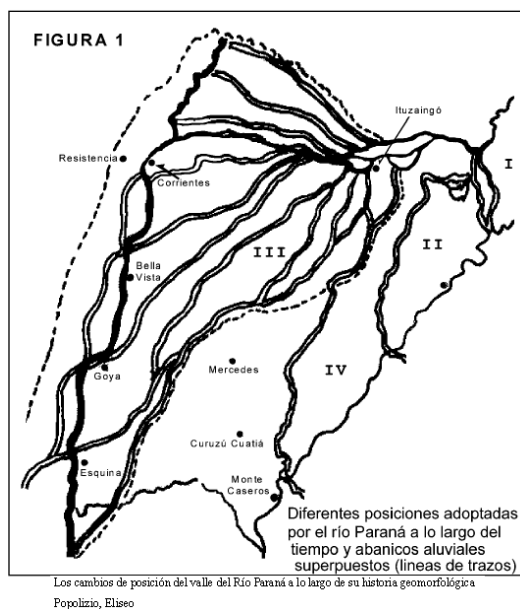 FIGURA 1
Ituzaingó
Resistencia
Corrientes
I
II
III
Bella
Vista
IV
Goya
Mercedes
Curuzú Cuatiá
Esquina
Monte
Caseros
Diferentes posiciones adoptadas
por el río Paraná a lo largo del
tiempo y abanicos aluviales
superpuestos (lineas de trazos)
Los cambios de posición del valle del Río Paraná a lo largo de su historia geomorfológica
Popolizio, Eliseo